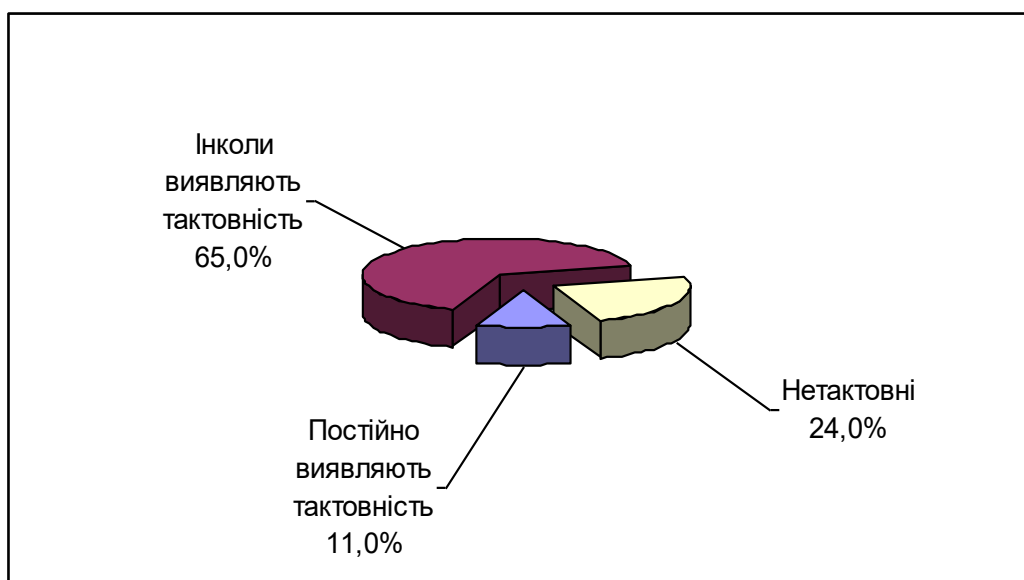 Інколи
виявляють
тактовність
65,0%
Нетактовні
24,0%
Постійно
виявляють
тактовність
11,0%